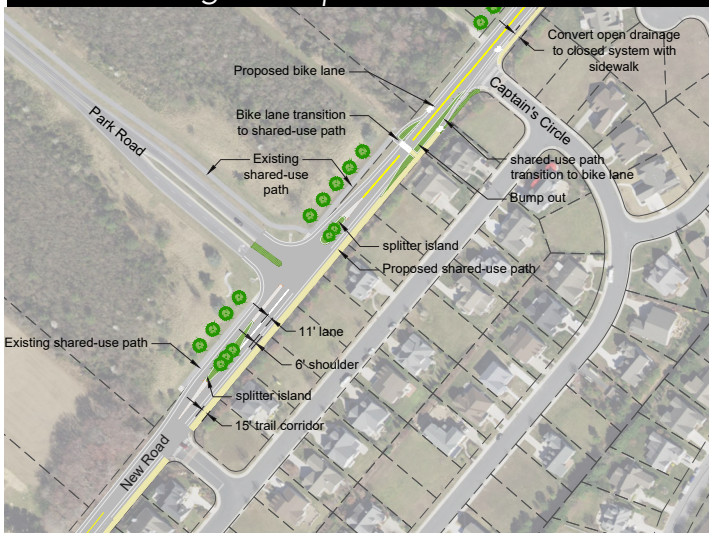 Convert open drainage
to closed system with
sidewalk
Proposed bike lane
Captain's Circle
Park Road
Bike lane transition
to shared-use path
Existing
shared-use
path
shared-use path
transition to bike lane
Bump out
splitter island
Proposed shared-use path
11' lane
Existing shared-use path
6' shoulder
splitter island
15' trail corridor
New Road